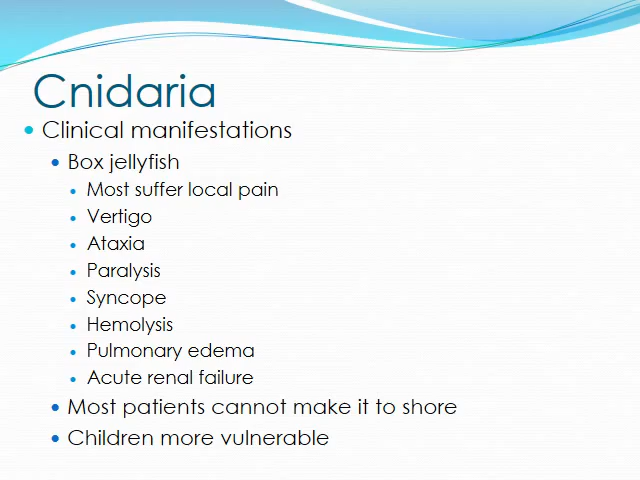 Cnidaria
Clinical manifestations
Box jellyfish
Most suffer local pain
Vertigo
Ataxia
Paralysis
Syncope
Hemolysis
Pulmonary edema
Acute renal failure
Most patients cannot make it to shore
Children more vulnerable